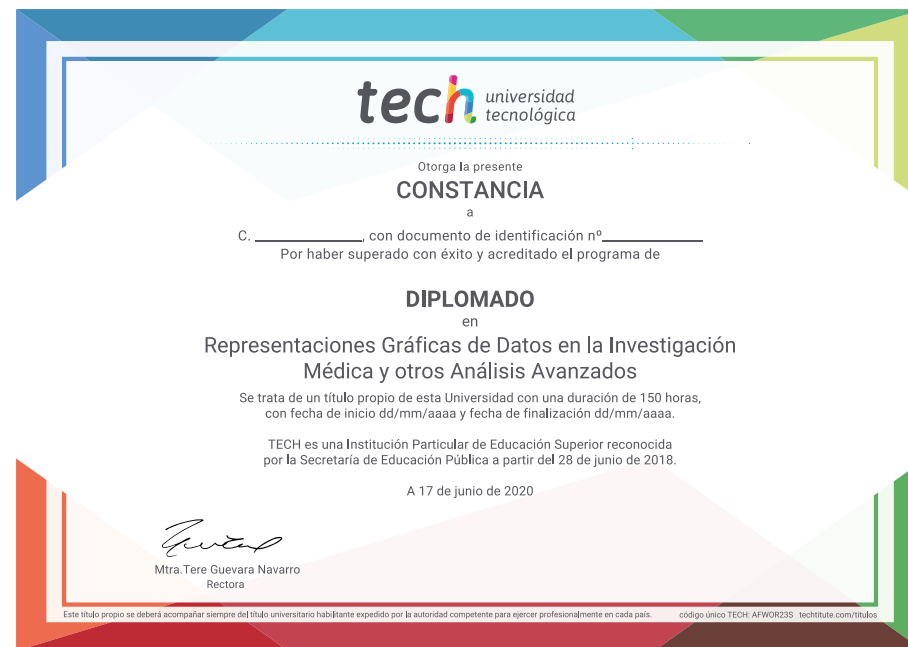 tech universidad
tecnológica
Otorga la presente
CONSTANCIA
a
C. ____________, con documento de identificación nº____________
Por haber superado con éxito y acreditado el programa de
DIPLOMADO
en
Representaciones Gráficas de Datos en la Investigación
Médica y otros Análisis Avanzados
Se trata de un título propio de esta Universidad con una duración de 150 horas,
con fecha de inicio dd/mm/aaaa y fecha de finalización dd/mm/aaaa.
TECH es una Institución Particular de Educación Superior reconocida
por la Secretaría de Educación Pública a partir del 28 de junio de 2018.
A 17 de junio de 2020
Mtra.Tere Guevara Navarro
Rectora
Este título propio se deberá acompañar siempre del título universitario habilitante expedido por la autoridad competente para ejercer profesionalmente en cada país. código único TECH: AFWOR23S techtitute.com/titulos